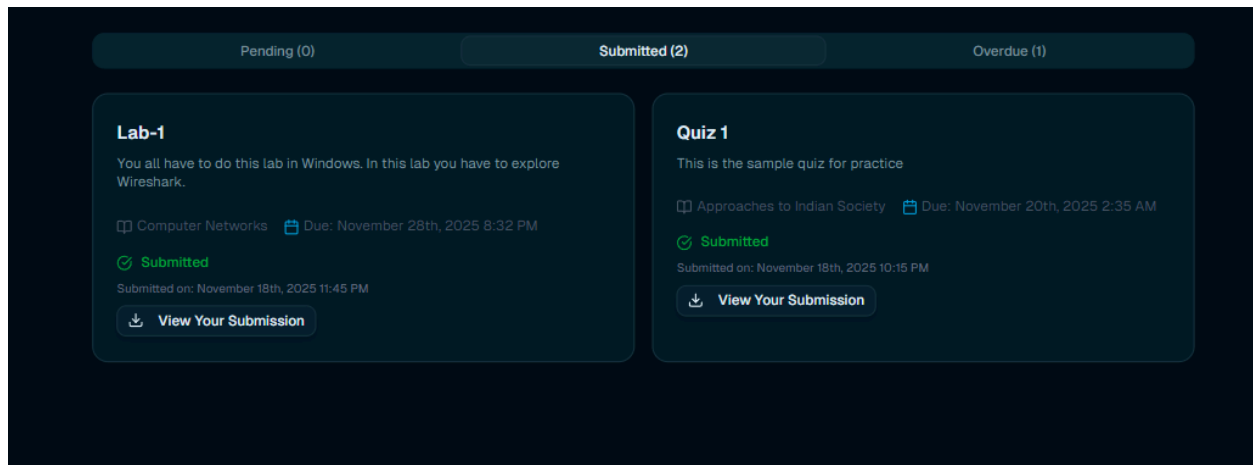 Pending (0)
Submitted (2)
Overdue (1)
Lab-1
You all have to do this lab in Windows. In this lab you have to explore
Wireshark.
Computer Networks
Due: November 28th, 2025 8:32 PM
Submitted
Submitted on: November 18th, 2025 11:45 PM
View Your Submission
Quiz 1
This is the sample quiz for practice
Approaches to Indian Society
Due: November 20th, 2025 2:35 AM
Submitted
Submitted on: November 18th, 2025 10:15 PM
View Your Submission